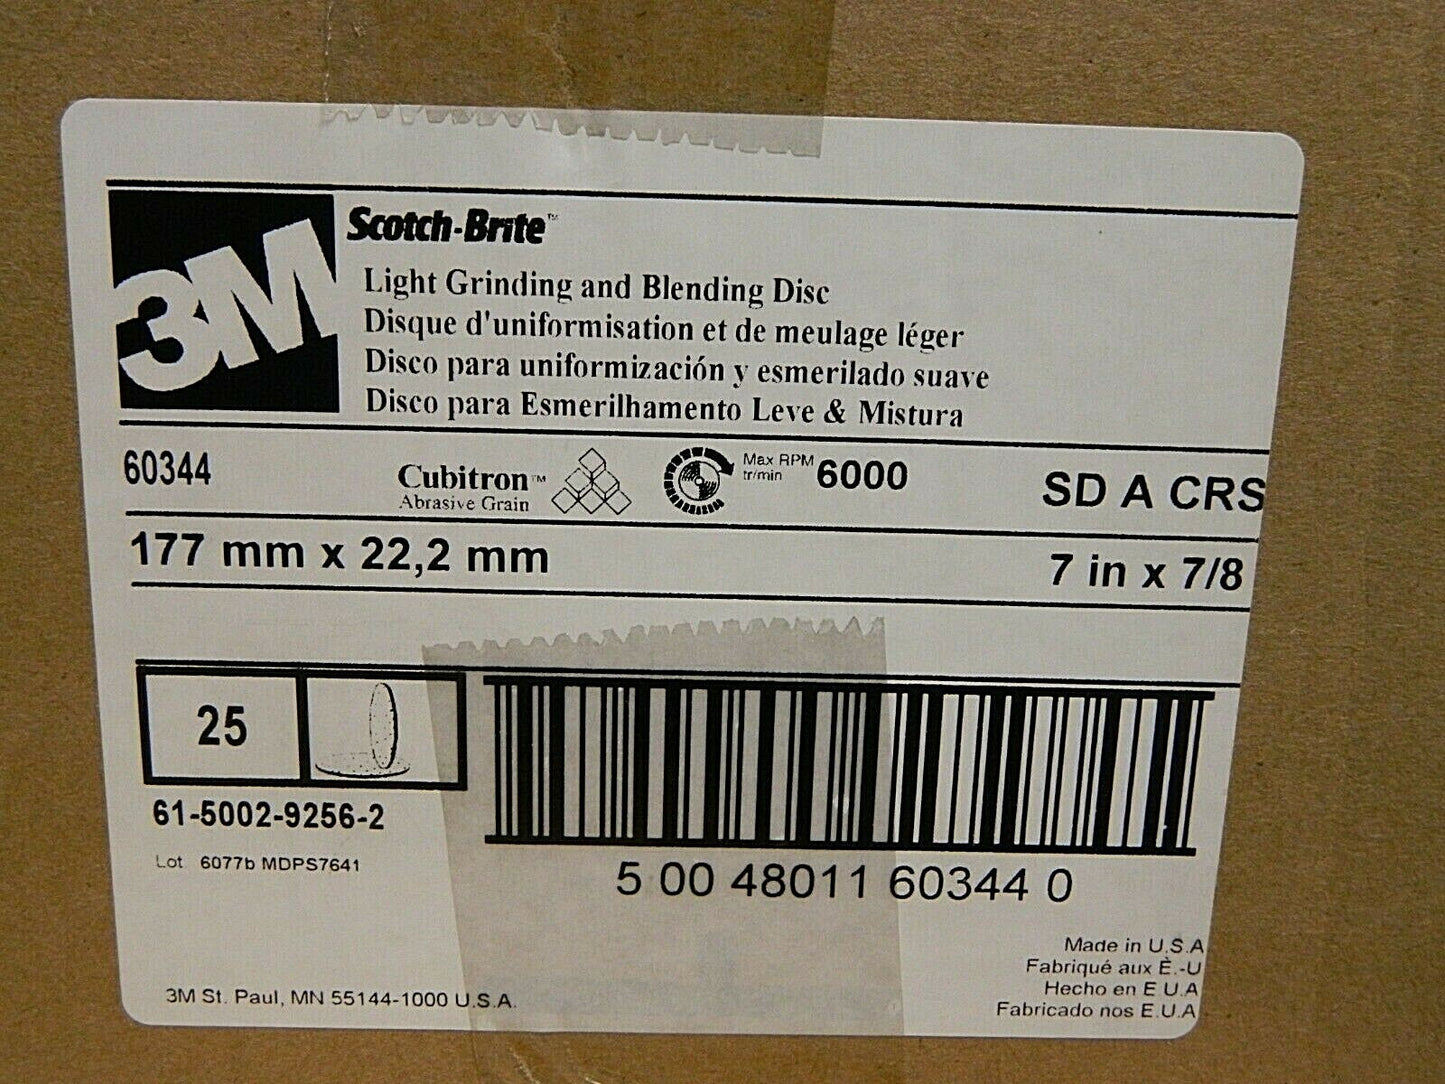 3M
Scotch-Brite™
Light Grinding and Blending Disc
Disque d'uniformisation et de meulage léger
Disco para uniformización y esmerilado suave
Disco para Esmerilhamento Leve & Mistura
60344
Cubitron™
Abrasive Grain
Max RPM
tr/min
6000
SD A CRS
177 mm x 22,2 mm
7 in x 7/8
25
61-5002-9256-2
Lot 6077b MDPS7641
5 00 48011 60344 0
3M St. Paul, MN 55144-1000 U.S.A.
Made in U.S.A
Fabriqué aux É.-U
Hecho en E U.A
Fabricado nos E.U.A